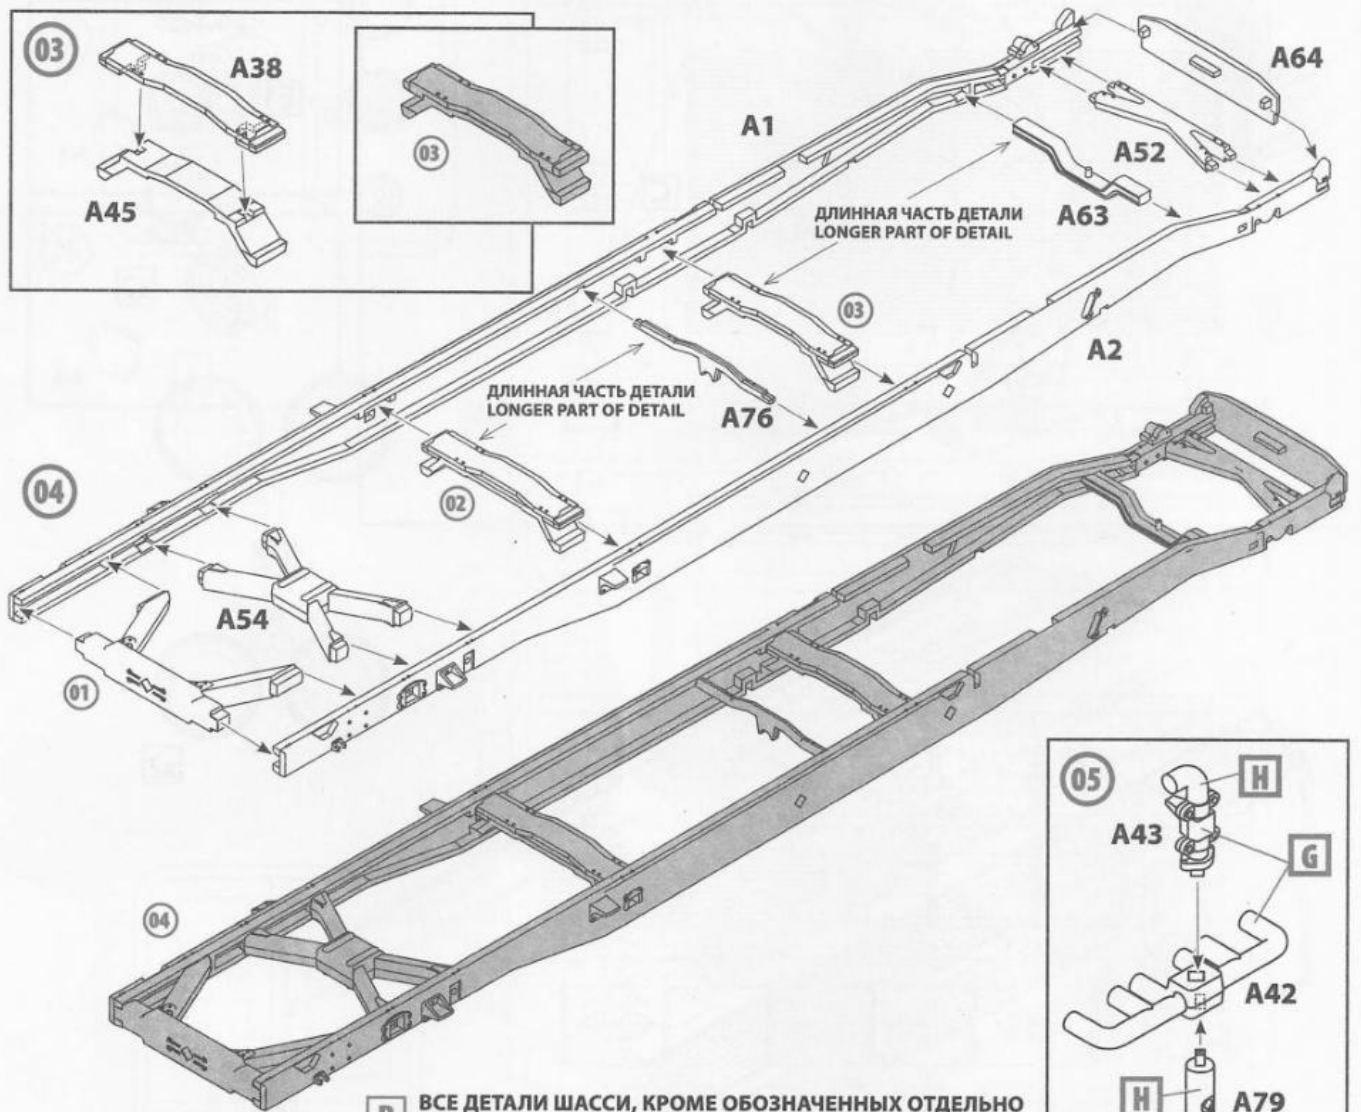 03
A38
A45
03
A64
A1
A52
A63
ДЛИННАЯ ЧАСТЬ ДЕТАЛИ
LONGER PART OF DETAIL
03
A2
ДЛИННАЯ ЧАСТЬ ДЕТАЛИ
LONGER PART OF DETAIL
A76
04
02
A54
01
05
H
A43
G
04
A42
H
A79
ВСЕ ДЕТАЛИ ШАССИ, КРОМЕ ОБОЗНАЧЕННЫХ ОТДЕЛЬНО